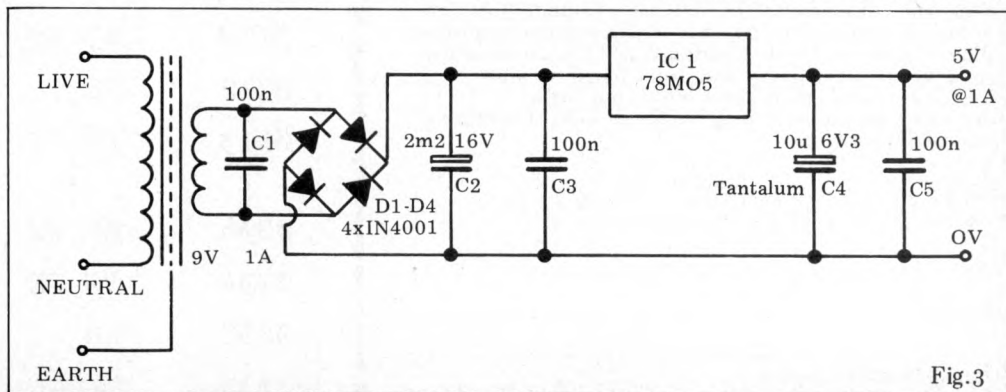 LIVE
NEUTRAL
EARTH
100n
C1
9V 1A
D1-D4
4xIN4001
2m2 16V
C2
100n
C3
IC 1
78MO5
10u 6V3
Tantalum C4
100n
C5
5V
@1A
OV
Fig.3